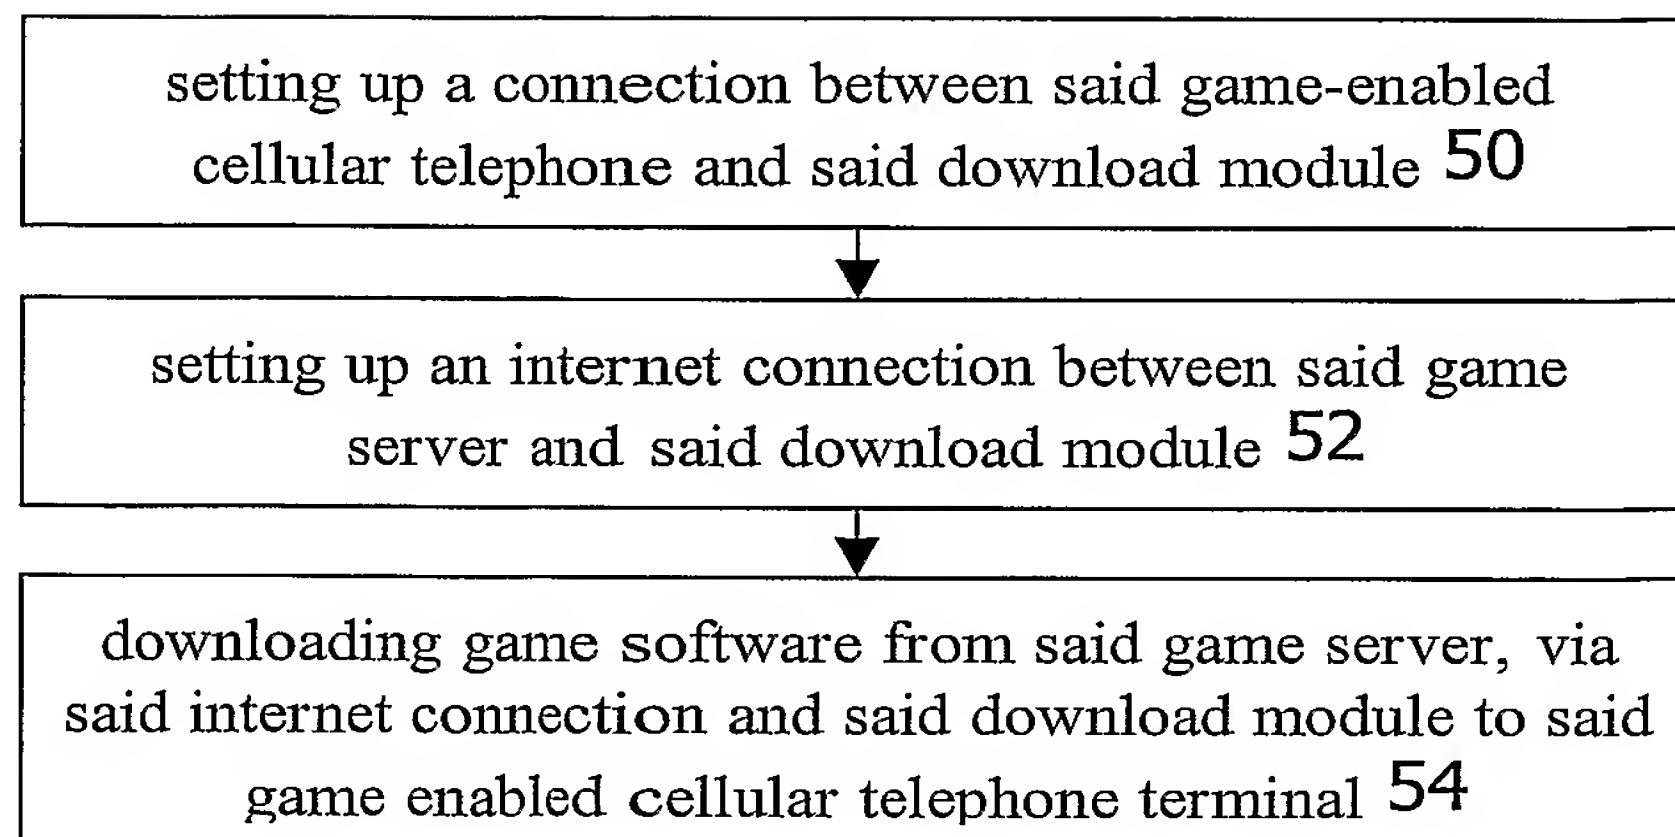 setting up a connection between said game-enabled
cellular telephone and said download module 50
setting up an internet connection between said game
server and said download module 52
downloading game software from said game server, via
said internet connection and said download module to said
game enabled cellular telephone terminal 54